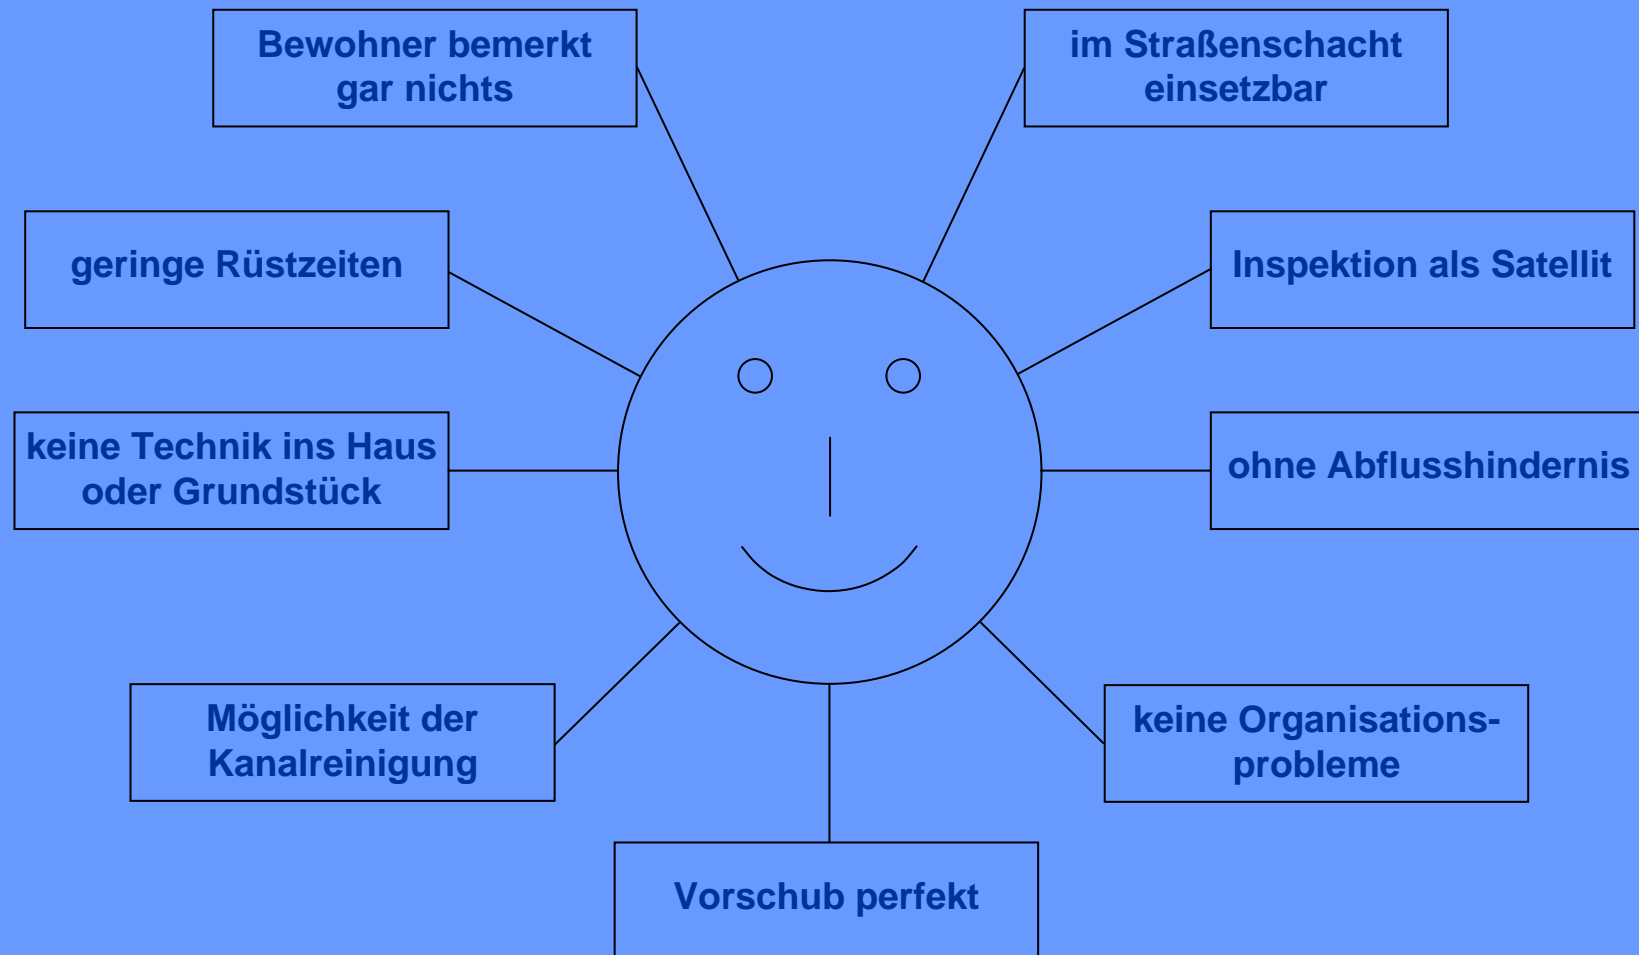 Bewohner bemerkt
gar nichts
im Straßenschacht
einsetzbar
geringe Rüstzeiten
Inspektion als Satellit
keine Technik ins Haus
oder Grundstück
ohne Abflusshindernis
Möglichkeit der
Kanalreinigung
keine Organisations-
probleme
Vorschub perfekt